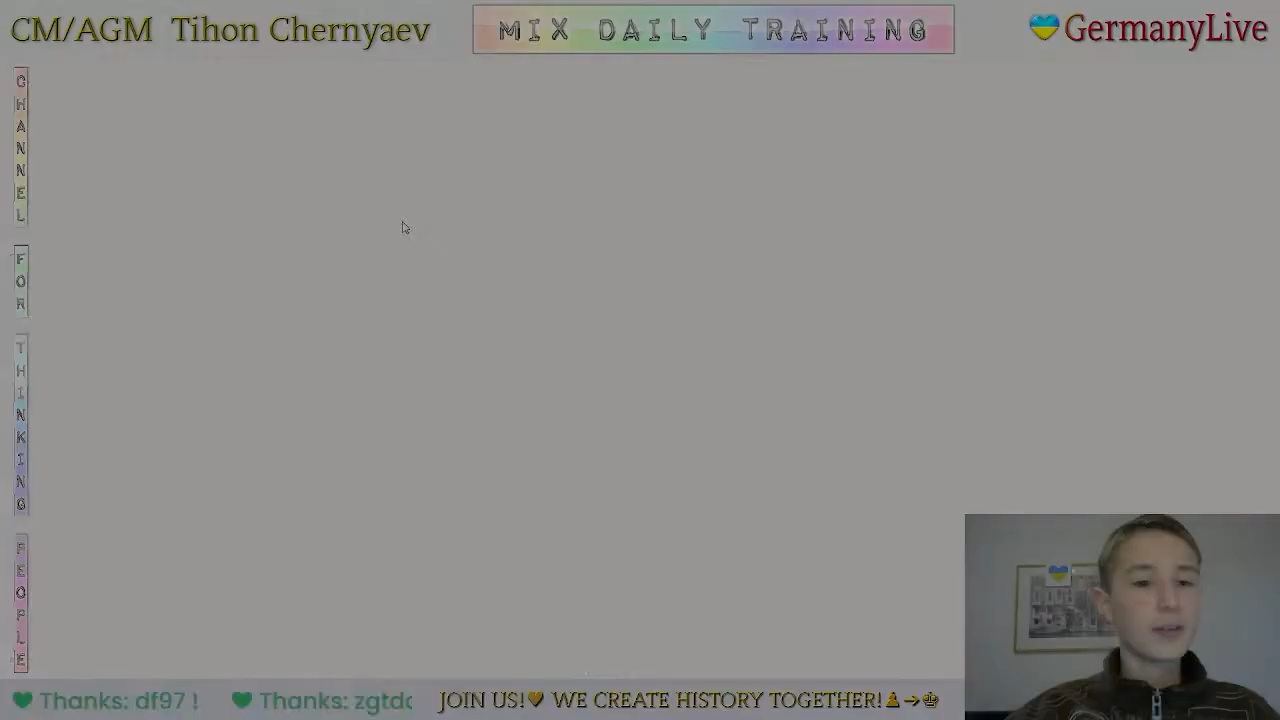 CM/AGM Tihon Chernyaev
MIX DAILY TRAINING
💙GermanyLive
CHANNEL
FOR
THINKING
PEOPLE
💚 Thanks: df97 !
💚 Thanks: zgtdc
JOIN US!🧡 WE CREATE HISTORY TOGETHER!♟→♚